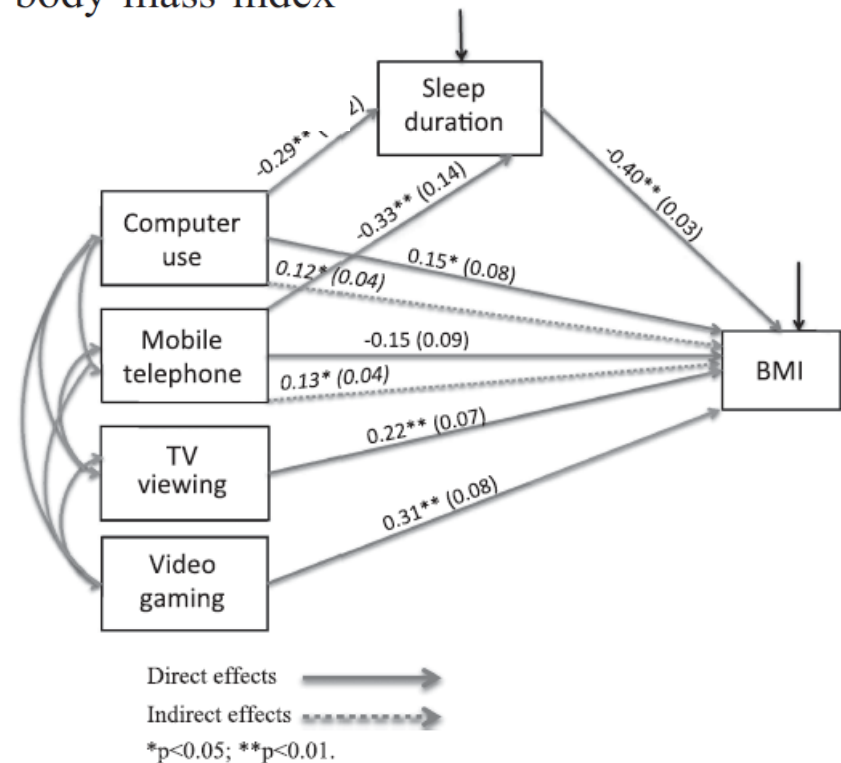 body mass index
Sleep
duration
-0.29**
-0.33** (0.14)
-0.40** (0.03)
Computer
use
0.15* (0.08)
0.12* (0.04)
Mobile
telephone
-0.15 (0.09)
0.13* (0.04)
BMI
TV
viewing
0.22** (0.07)
Video
gaming
0.31** (0.08)
Direct effects
Indirect effects
*p<0.05; **p<0.01.